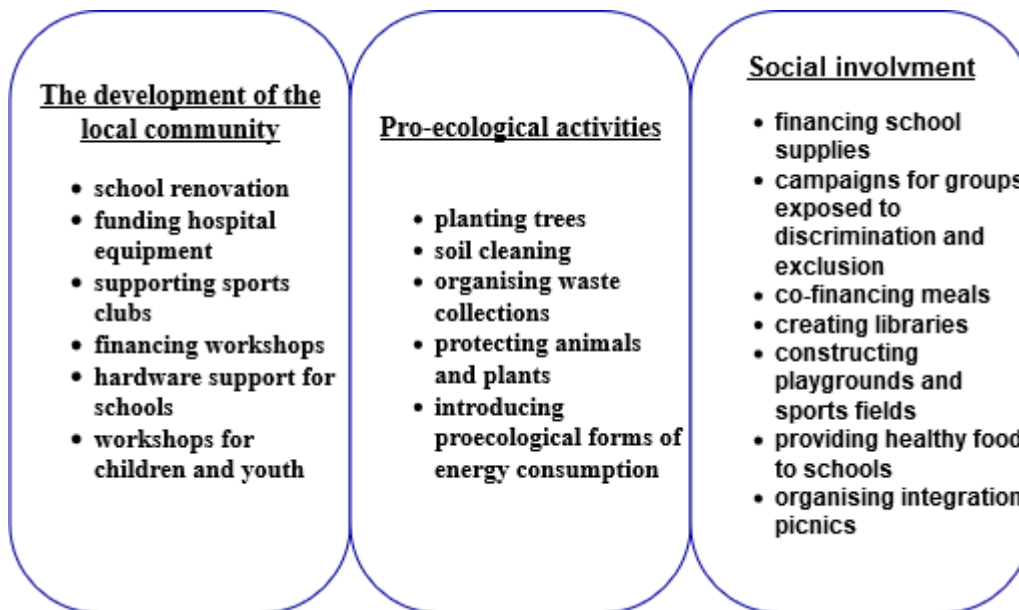 The development of the
local community
• school renovation
• funding hospital
equipment
• supporting sports
clubs
• financing workshops
• hardware support for
schools
• workshops for
children and youth
Pro-ecological activities
• planting trees
• soil cleaning
• organising waste
collections
• protecting animals
and plants
• introducing
proecological forms of
energy consumption
Social involvment
• financing school
supplies
• campaigns for groups
exposed to
discrimination and
exclusion
• co-financing meals
• creating libraries
• constructing
playgrounds and
sports fields
• providing healthy food
to schools
• organising integration
picnics